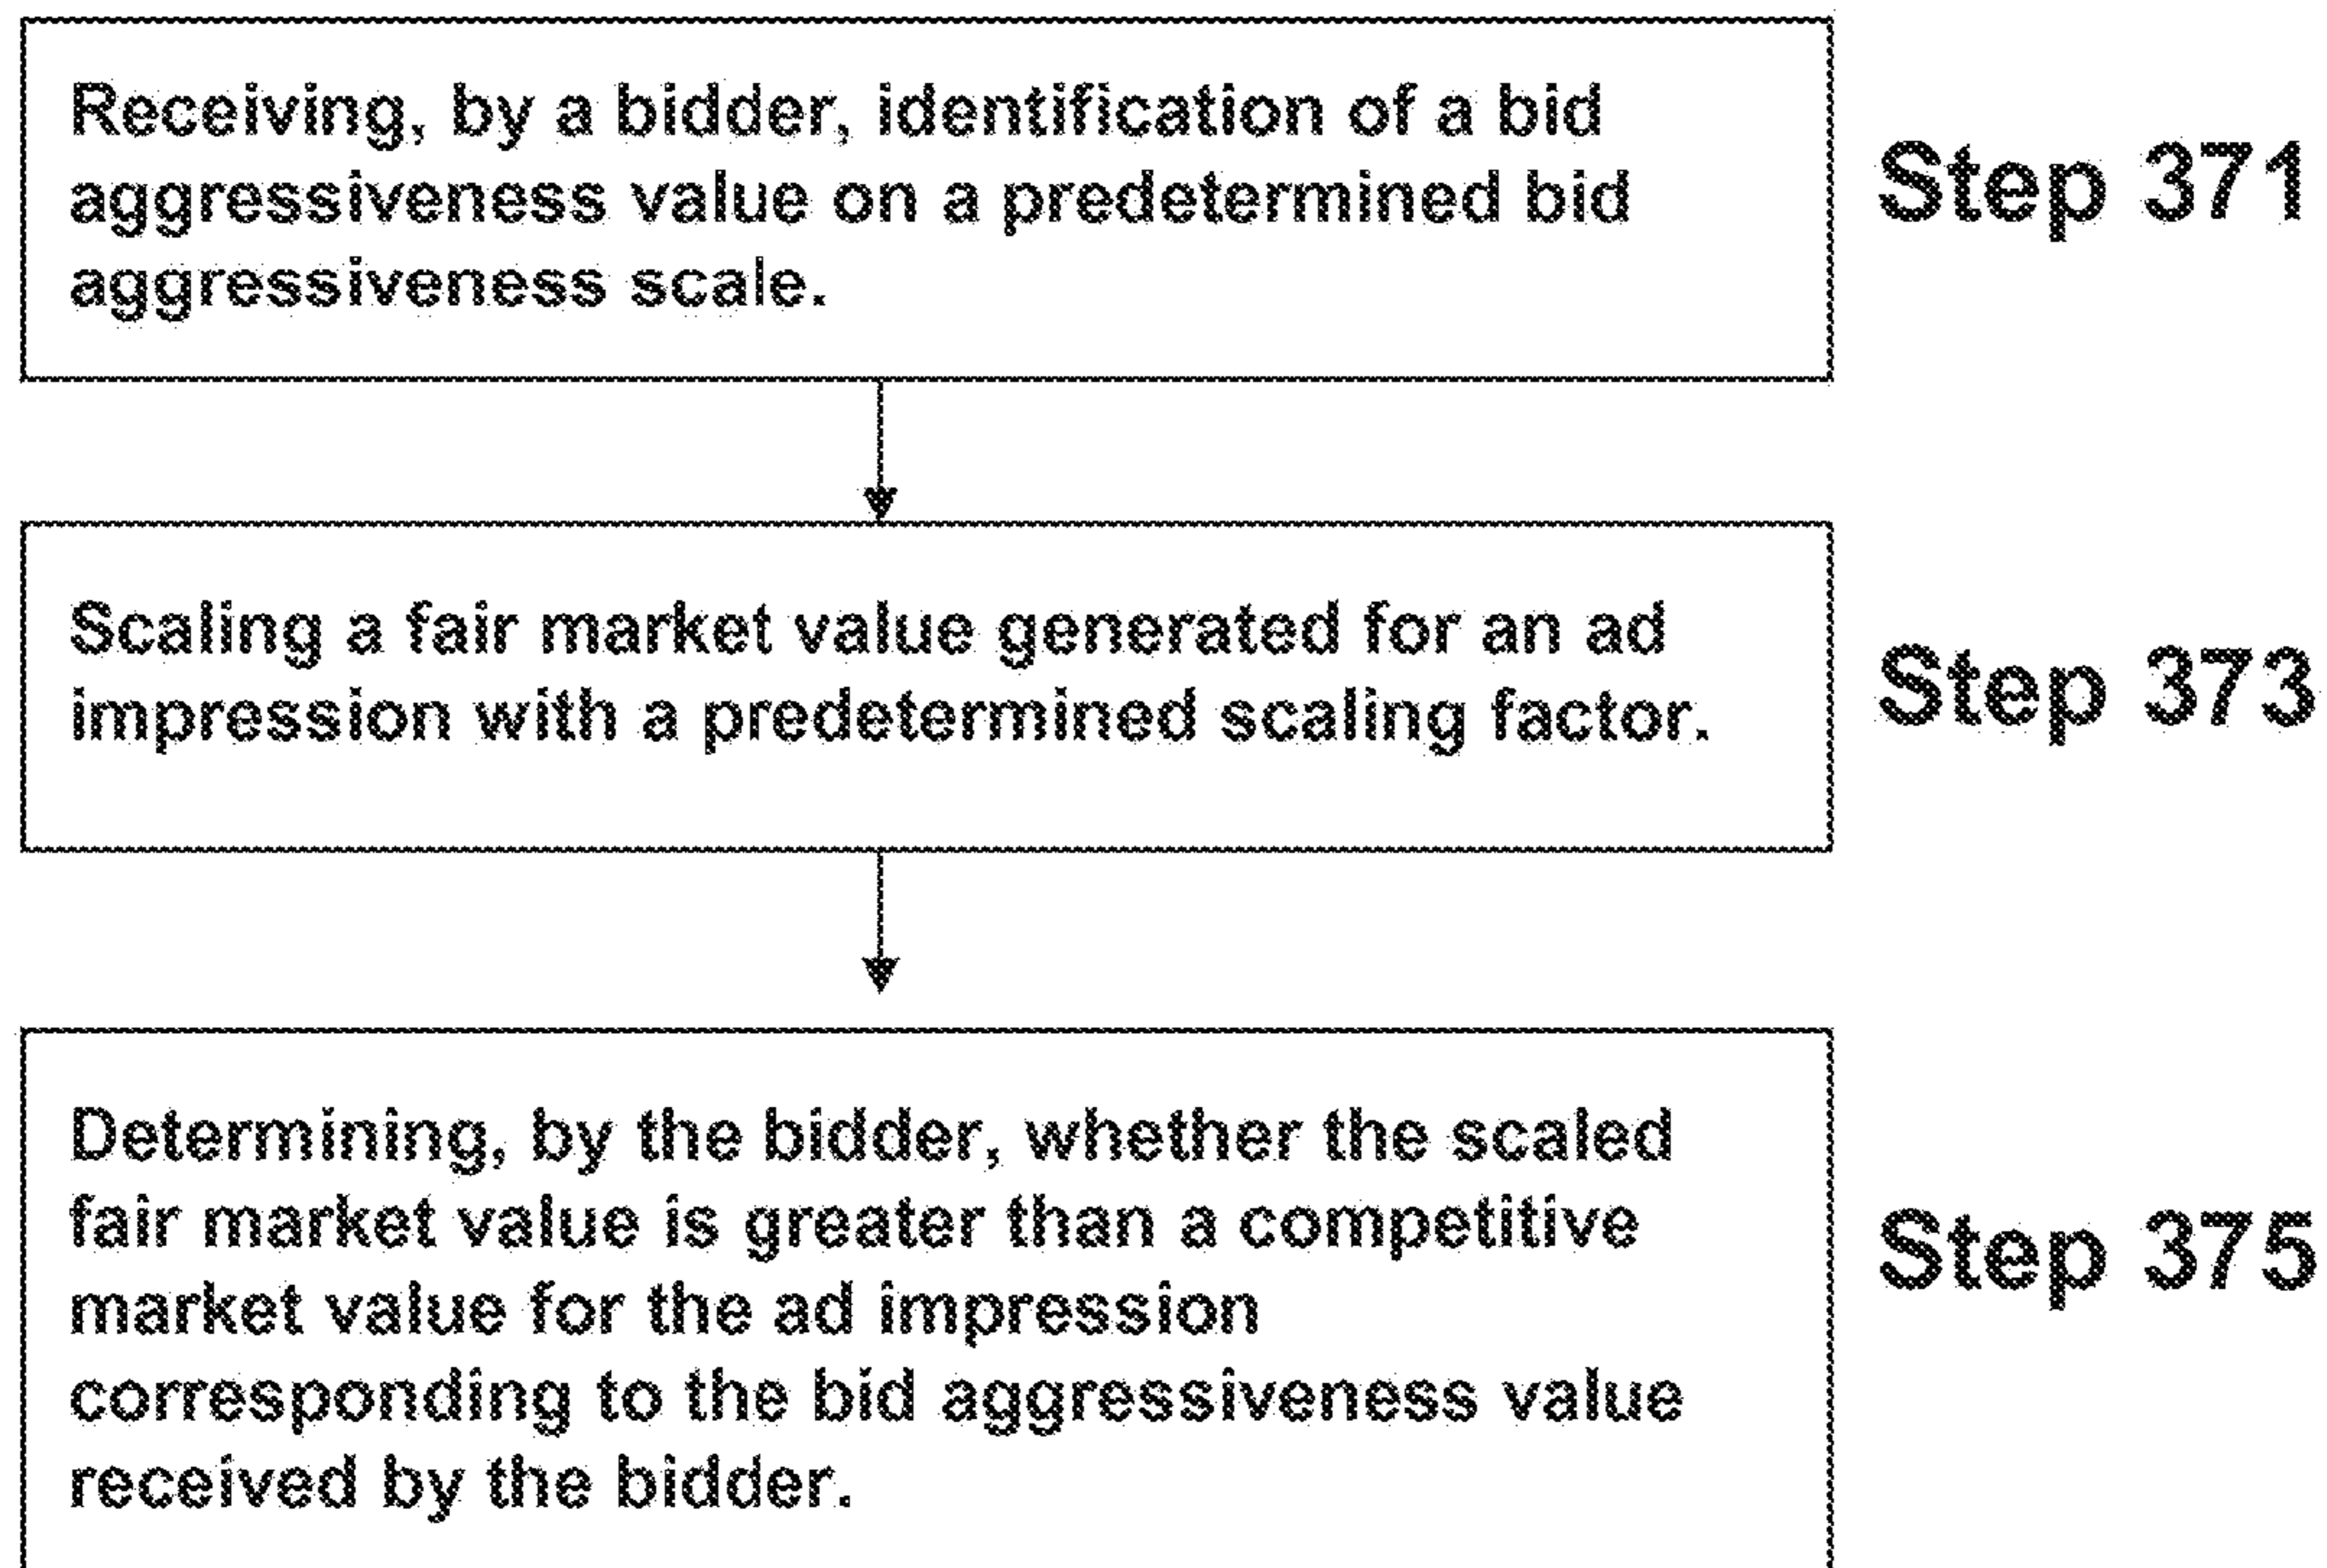 Receiving, by a bidder, identification of a bid
aggressiveness value on a predetermined bid
aggressiveness scale.
Step 371
Scaling a fair market value generated for an ad
impression with a predetermined scaling factor.
Step 373
Determining, by the bidder, whether the scaled
fair market value is greater than a competitive
market value for the ad impression
corresponding to the bid aggressiveness value
received by the bidder.
Step 375